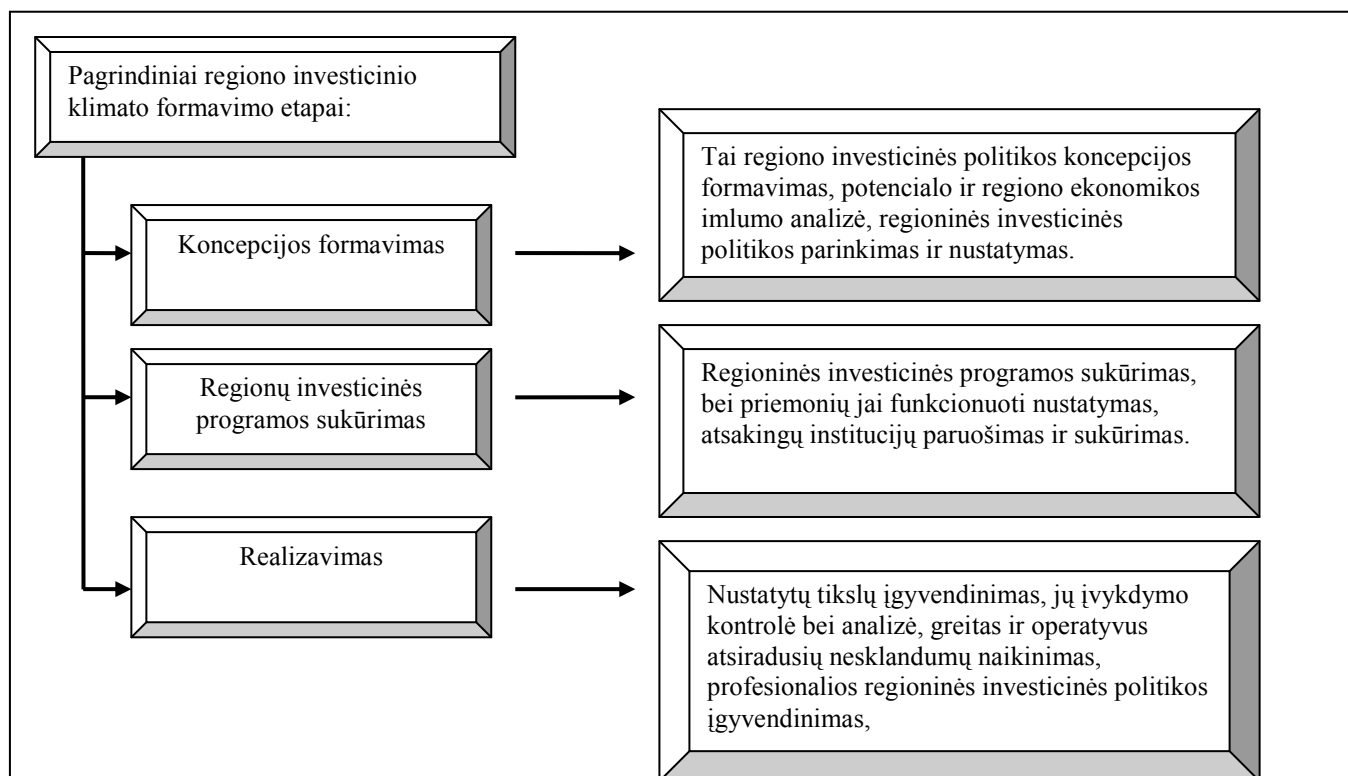 Pagrindiniai regiono investicinio
klimato formavimo etapai:
Koncepcijos formavimas
Tai regiono investicinės politikos koncepcijos
formavimas, potencialo ir regiono ekonomikos
imlumo analizė, regioninės investicinės
politikos parinkimas ir nustatymas.
Regionų investicinės
programos sukūrimas
Regioninės investicinės programos sukūrimas,
bei priemonių jai funkcionuoti nustatymas,
atsakingų institucijų paruošimas ir sukūrimas.
Realizavimas
Nustatytų tikslų įgyvendinimas, jų įvykdymo
kontrolė bei analizė, greitas ir operatyvus
atsiradusių nesklandumų naikinimas,
profesionalios regioninės investicinės politikos
įgyvendinimas,